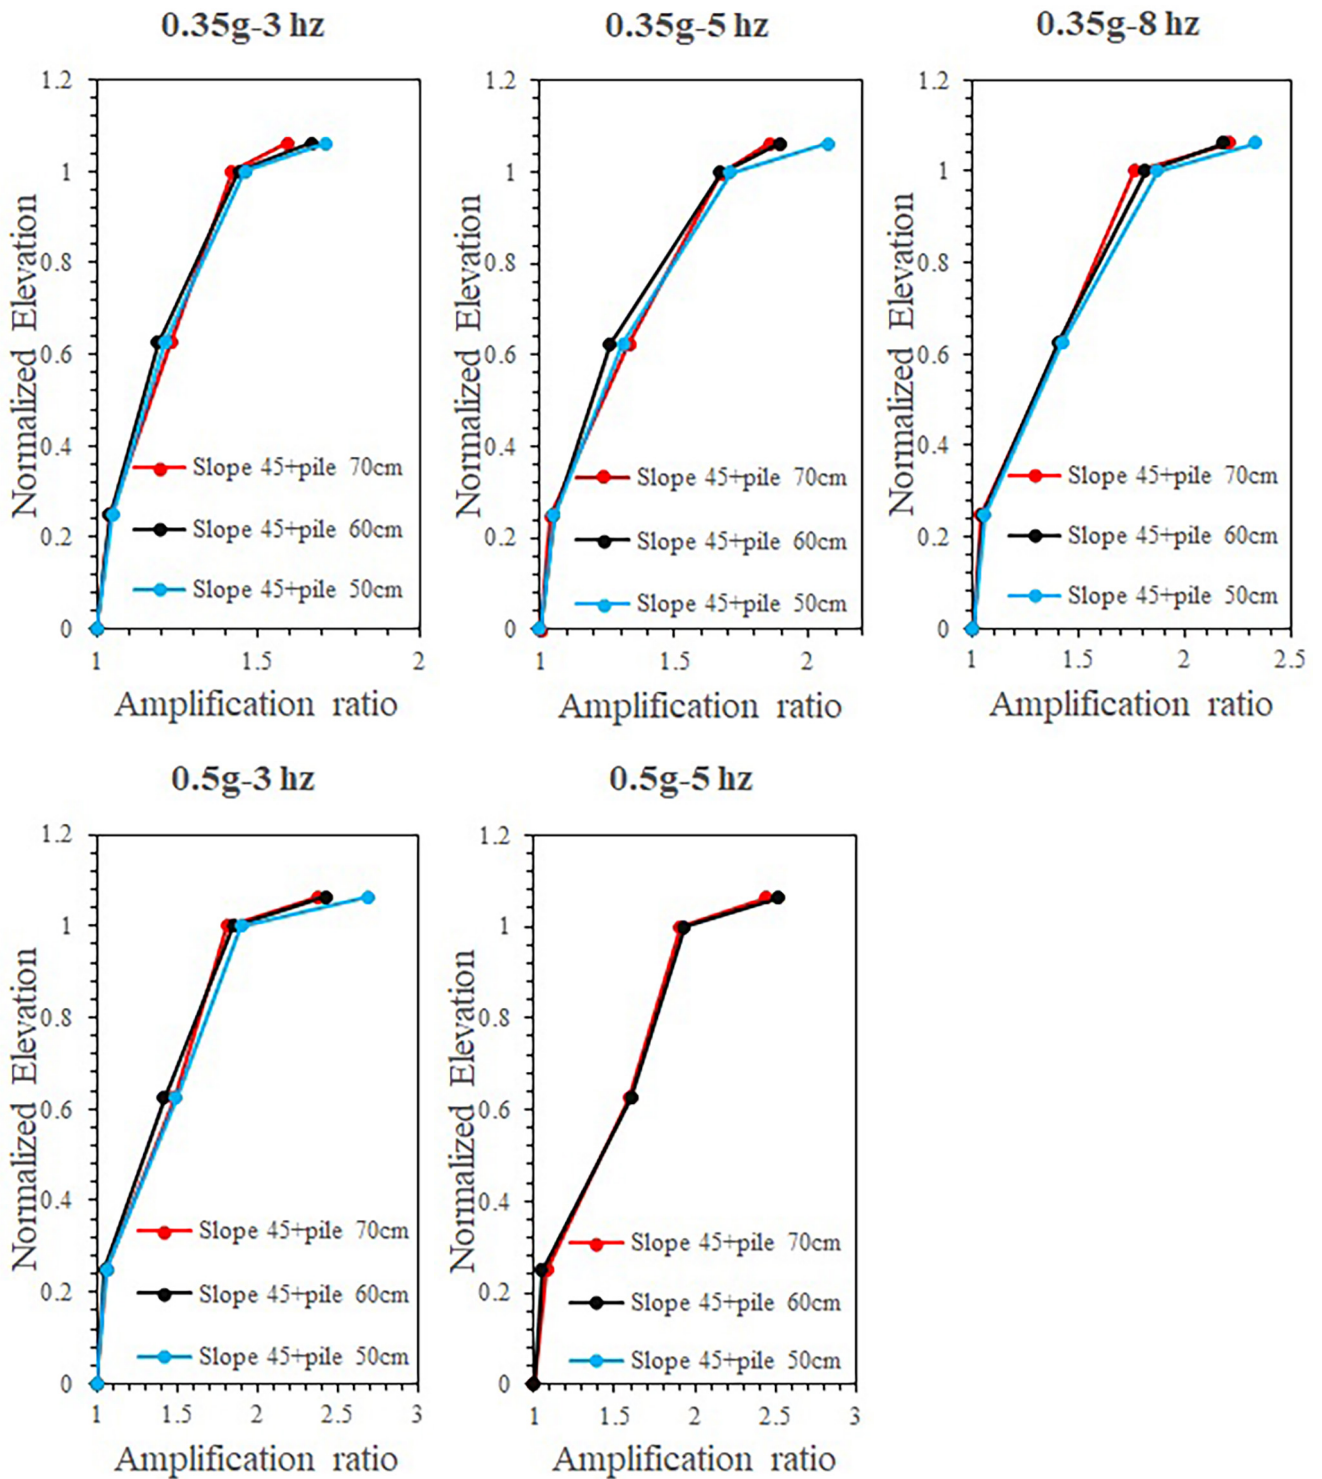 0.35g-3 hz
1.2
1
0.8
0.6
0.4
0.2
0
Normalized Elevation
Slope 45+pile 70cm
Slope 45+pile 60cm
Slope 45+pile 50cm
1 1.5 2
Amplification ratio
0.35g-5 hz
1.2
1
0.8
0.6
0.4
0.2
0
Normalized Elevation
Slope 45+pile 70cm
Slope 45+pile 60cm
Slope 45+pile 50cm
1 1.5 2
Amplification ratio
0.35g-8 hz
1.2
1
0.8
0.6
0.4
0.2
0
Normalized Elevation
Slope 45+pile 70cm
Slope 45+pile 60cm
Slope 45+pile 50cm
1 1.5 2 2.5
Amplification ratio
0.5g-3 hz
1.2
1
0.8
0.6
0.4
0.2
0
Normalized Elevation
Slope 45+pile 70cm
Slope 45+pile 60cm
Slope 45+pile 50cm
1 1.5 2 2.5 3
Amplification ratio
0.5g-5 hz
1.2
1
0.8
0.6
0.4
0.2
0
Normalized Elevation
Slope 45+pile 70cm
Slope 45+pile 60cm
Slope 45+pile 50cm
1 1.5 2 2.5 3
Amplification ratio